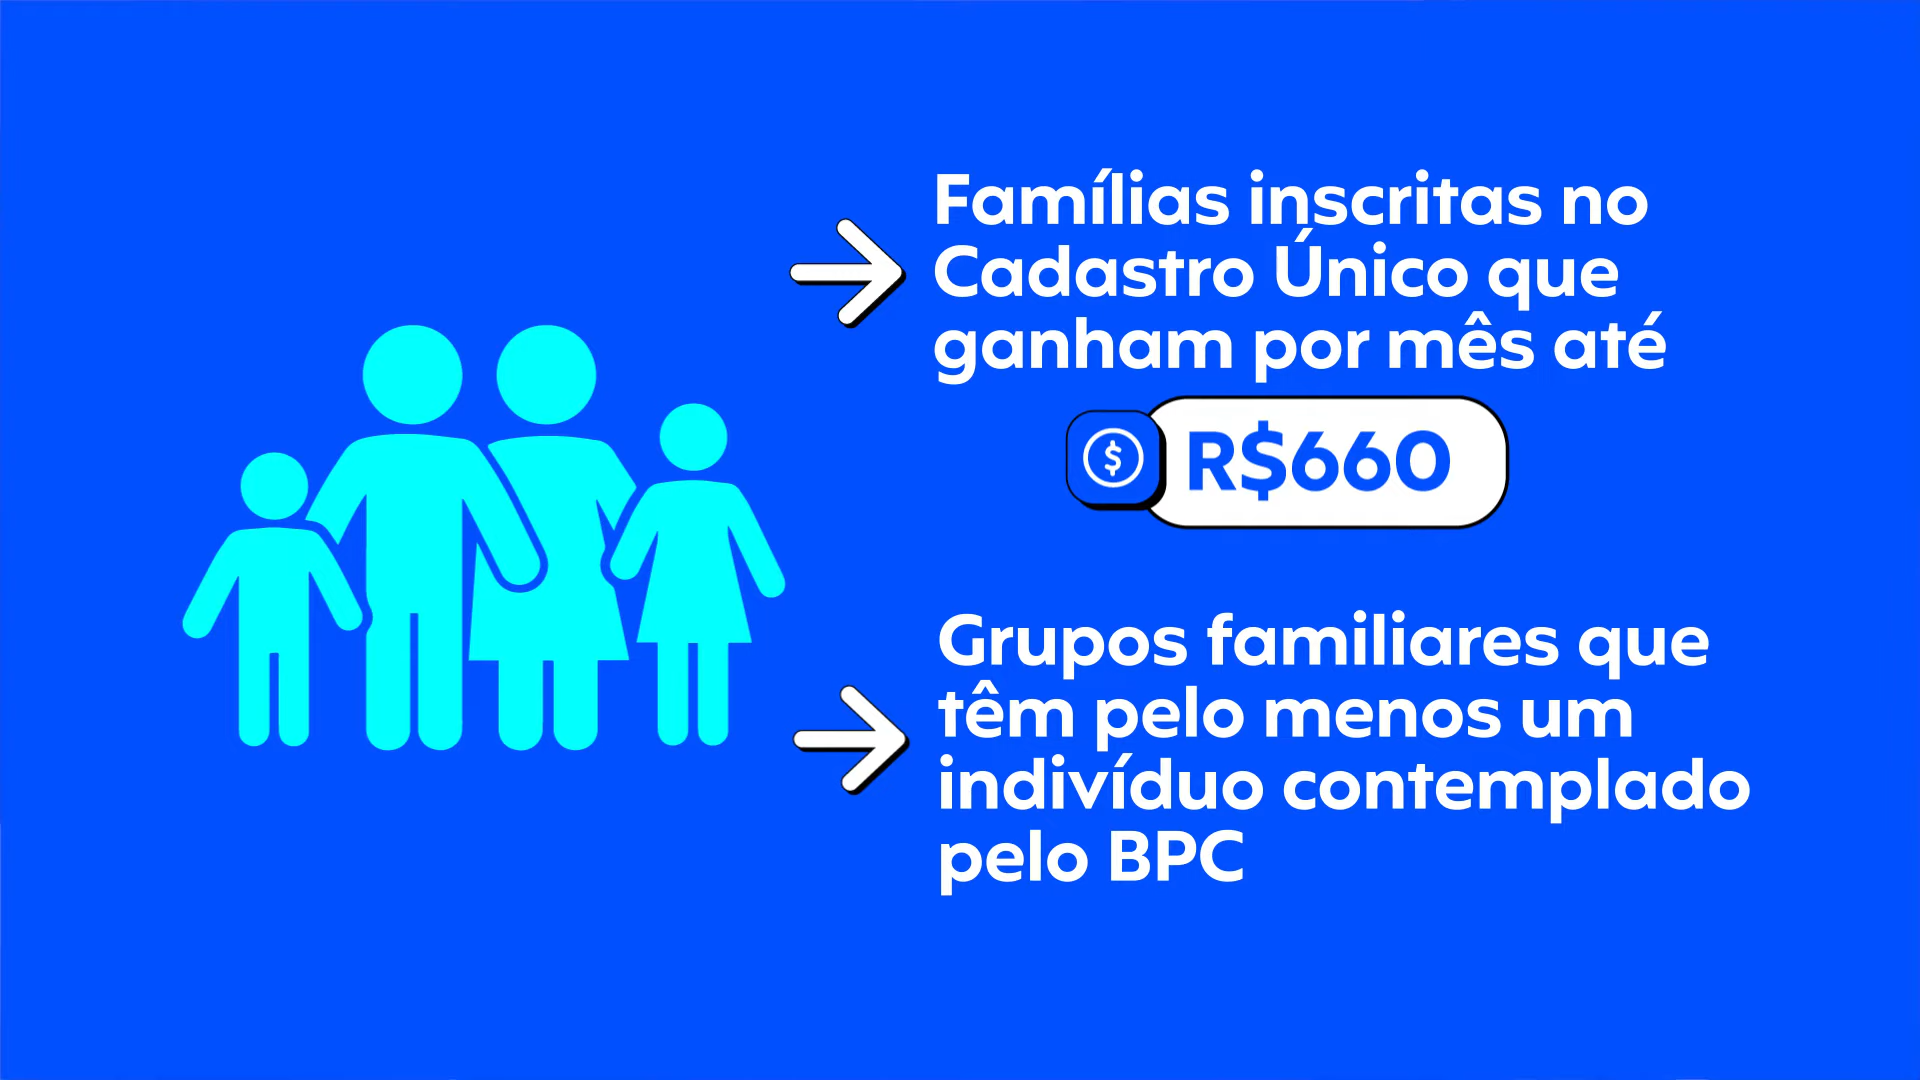 Famílias inscritas no
Cadastro Único que
ganham por mês até
$ R$660
Grupos familiares que
têm pelo menos um
indivíduo contemplado
pelo BPC